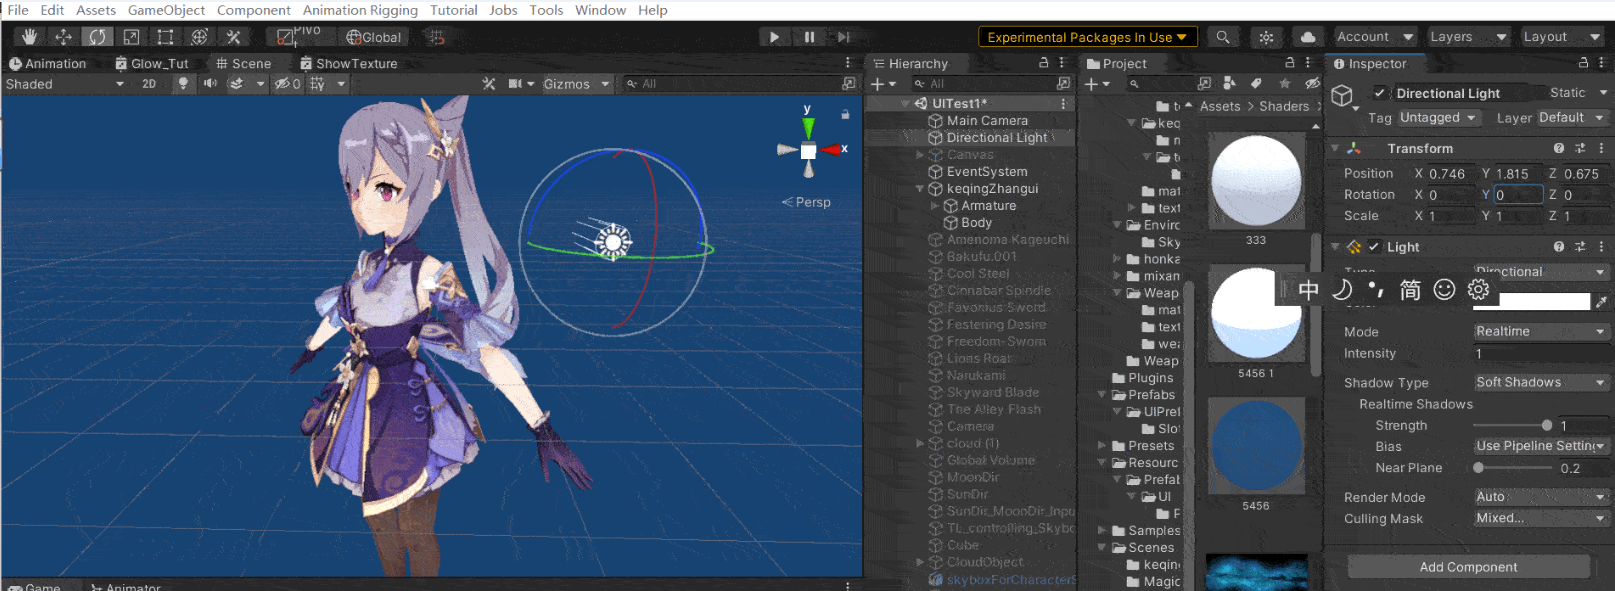 File Edit Assets GameObject Component Animation Rigging Tutorial Jobs Tools Window Help
Global Experimental Packages In Use Account Layers Layout
Animation Glow_Tut Scene ShowTexture
Shaded 2D 0 Gizmos All
y
x
Persp
Game Animator
Hierarchy
All
UITest1*
Main Camera
Directional Light
Canvas
EventSystem
keqingZhangui
Armature
Body
Amenoma Kageuchi
Bakufu.001
Cool Steel
Cinnabar Spindle
Favonius Sword
Festering Desire
Freedom-Sworn
Lions Roar
Narukami
Skyward Blade
The Alley Flash
Camera
cloud (1)
Global Volume
MoonDir
SunDir
SunDir_MoonDir_Inpu
TL_controlling_Skybo
Cube
CloudObject
skyboxForCharacterS
Project
Assets > Shaders
keq
mat
text
Enviro
Sky
honka
mixam
Weap
mat
text
wea
Weap
Plugins
Prefabs
UIPref
Slot
Presets
Resourc
Prefab
UI
Samples
Scenes
keqin
Magic
333
5456 1
5456
Inspector
Directional Light Static
Tag Untagged Layer Default
Transform
Position X 0.746 Y 1.815 Z 0.675
Rotation X 0 Y 0 Z 0
Scale X 1 Y 1 Z 1
Light
Type Directional
中 简
Mode Realtime
Intensity 1
Shadow Type Soft Shadows
Realtime Shadows
Strength 1
Bias Use Pipeline Setting
Near Plane 0.2
Render Mode Auto
Culling Mask Mixed...
Add Component